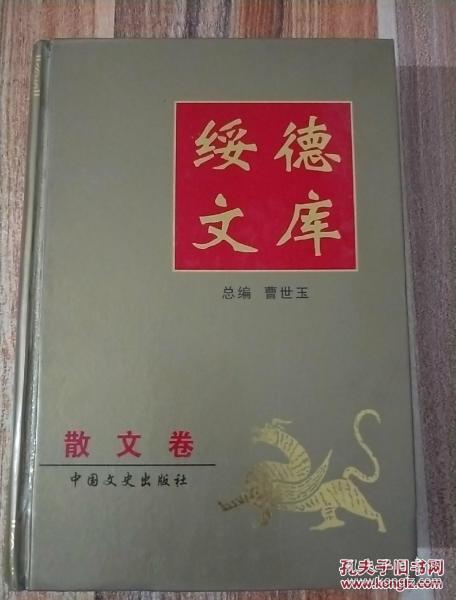 绥德
文库
总编 曹世玉
散文卷
中国文史出版社
孔夫子旧书网
www.kongfz.com